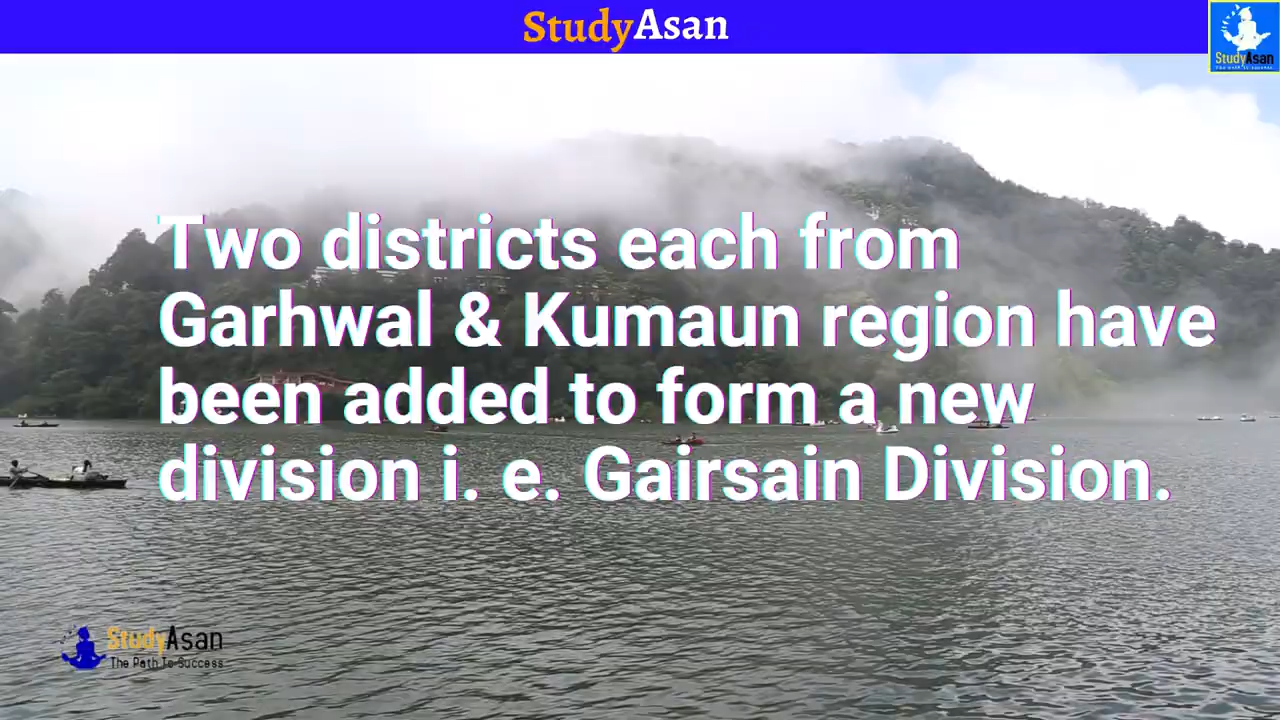 StudyAsan
StudyAsan
Two districts each from
Garhwal & Kumaun region have
been added to form a new
division i. e. Gairsain Division.
StudyAsan
The Path To Success